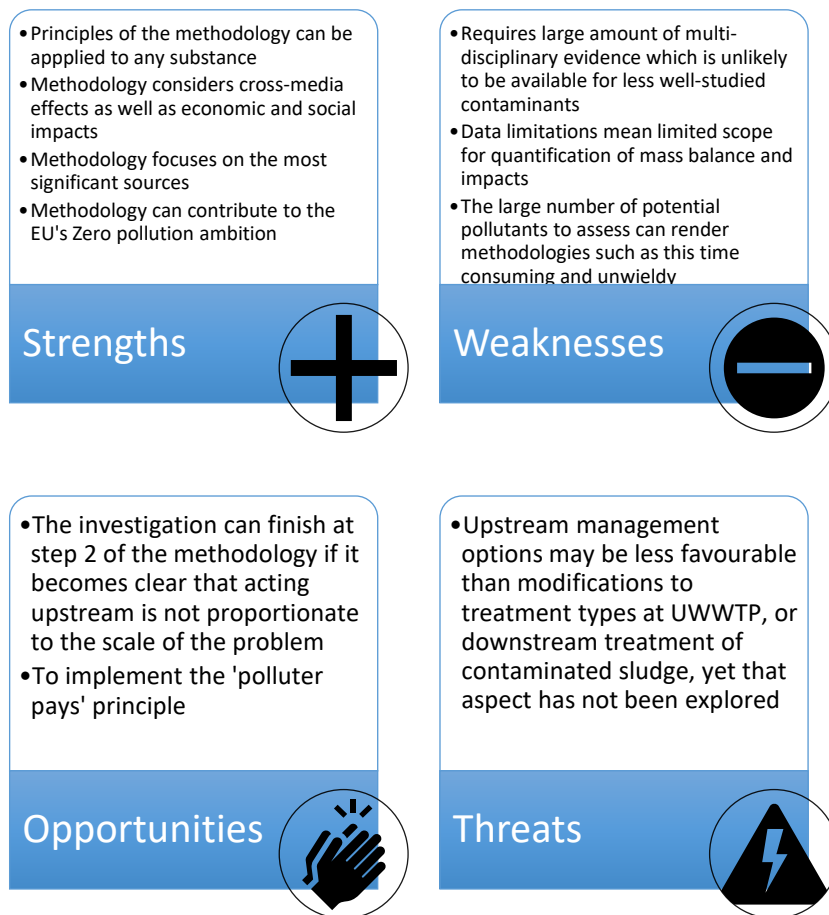 •Principles of the methodology can be
appplied to any substance
•Methodology considers cross-media
effects as well as economic and social
impacts
•Methodology focuses on the most
significant sources
•Methodology can contribute to the
EU's Zero pollution ambition
Strengths
•Requires large amount of multi-
disciplinary evidence which is unlikely
to be available for less well-studied
contaminants
•Data limitations mean limited scope
for quantification of mass balance and
impacts
•The large number of potential
pollutants to assess can render
methodologies such as this time
consuming and unwieldy
Weaknesses
•The investigation can finish at
step 2 of the methodology if it
becomes clear that acting
upstream is not proportionate
to the scale of the problem
•To implement the 'polluter
pays' principle
Opportunities
•Upstream management
options may be less favourable
than modifications to
treatment types at UWWTP, or
downstream treatment of
contaminated sludge, yet that
aspect has not been explored
Threats